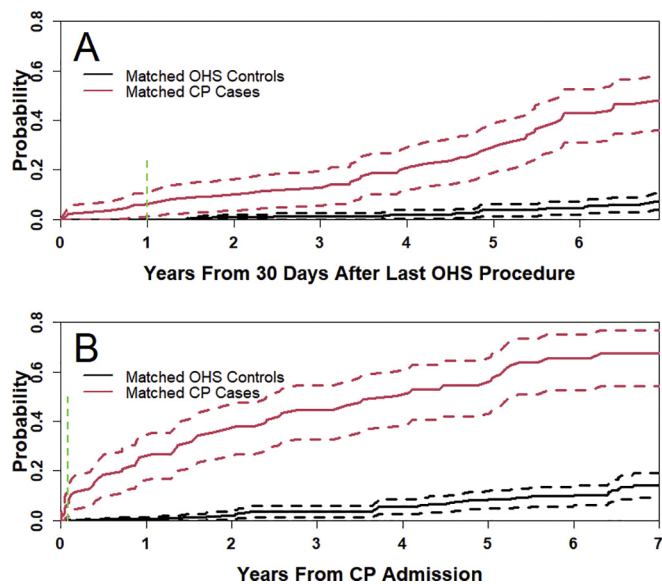 A
Probability
0.8
0.6
0.4
0.2
0.0
Matched OHS Controls
Matched CP Cases
0 1 2 3 4 5 6
Years From 30 Days After Last OHS Procedure
B
Probability
0.8
0.6
0.4
0.2
0.0
Matched OHS Controls
Matched CP Cases
0 1 2 3 4 5 6 7
Years From CP Admission